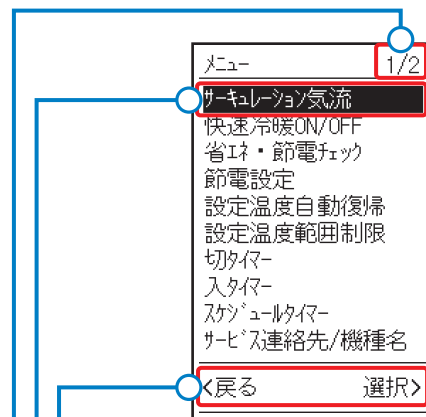 メニュー 1/2
サーキュレーション気流
快速冷暖ON/OFF
省エネ・節電チェック
節電設定
設定温度自動復帰
設定温度範囲制限
切タイマー
入タイマー
スケジュールタイマー
サービス連絡先/機種名
<戻る 選択>